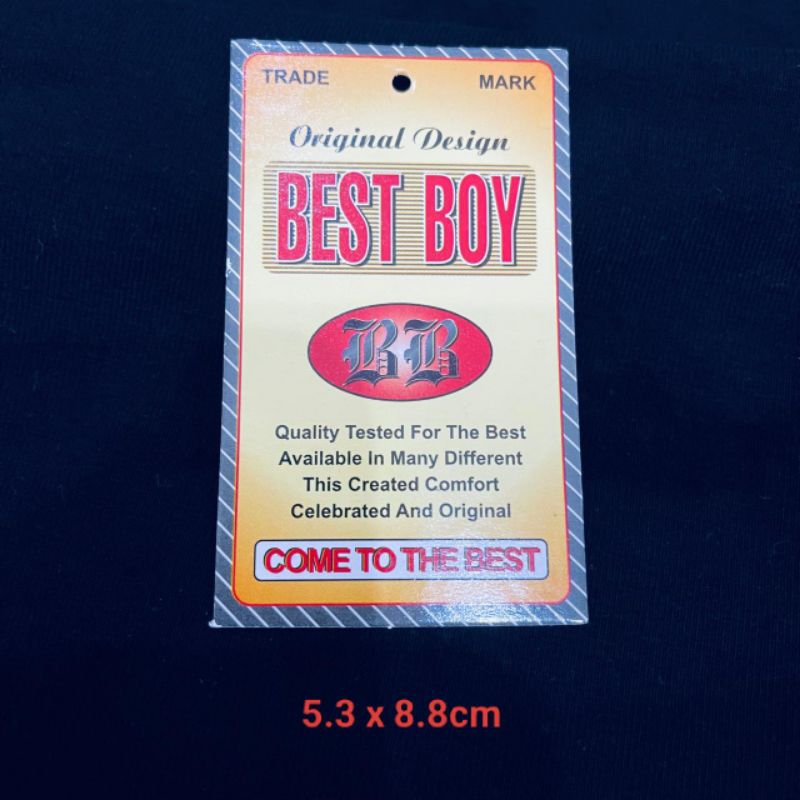 TRADE MARK
Original Design
BEST BOY
BB
Quality Tested For The Best
Available In Many Different
This Created Comfort
Celebrated And Original
COME TO THE BEST
5.3 x 8.8cm